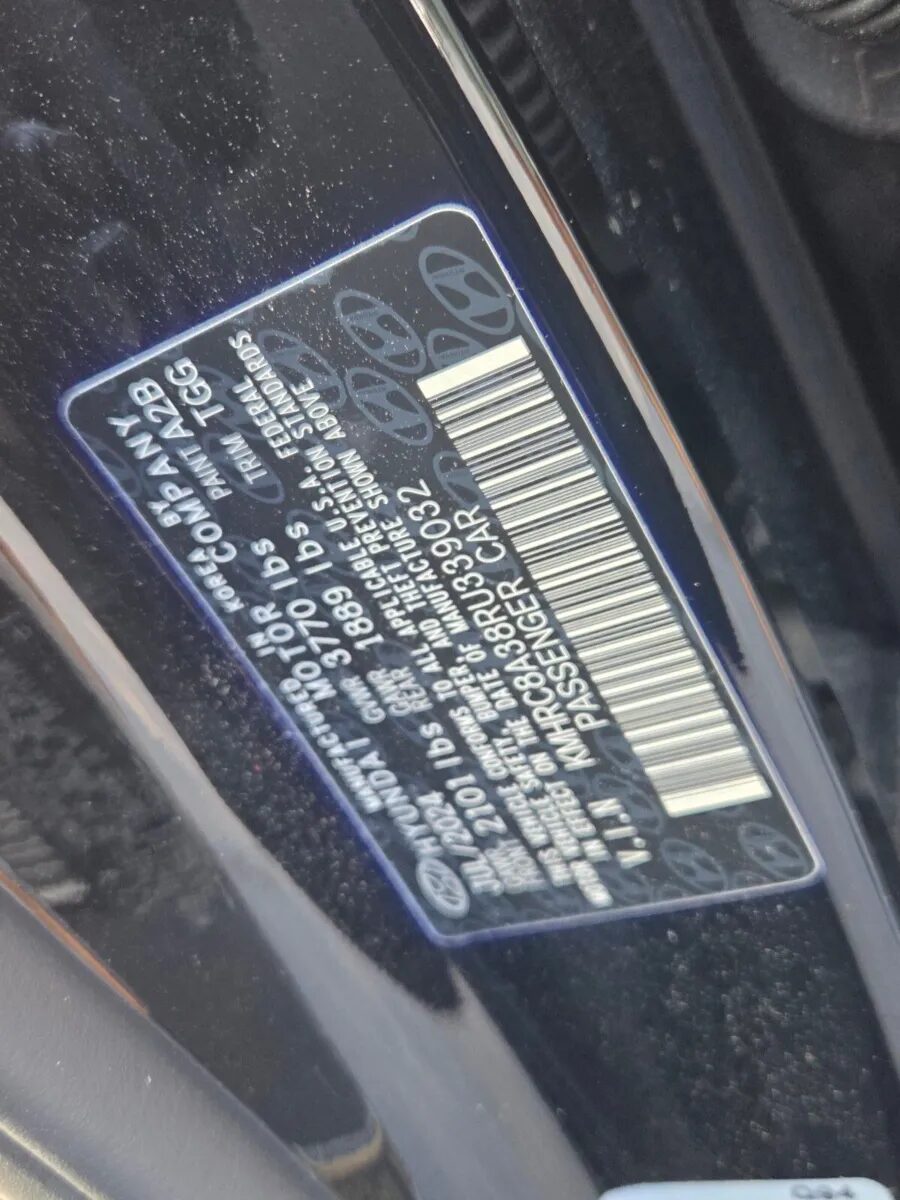 MANUFACTURED IN KOREA BY
HYUNDAI MOTOR COMPANY
JUL/2024 GVWR 3770 lbs PAINT A2B
2101 lbs GAWR REAR 1889 lbs TRIM TGG
THIS VEHICLE CONFORMS TO ALL APPLICABLE U.S.A. FEDERAL
MOTOR VEHICLE SAFETY, BUMPER, AND THEFT PREVENTION STANDARDS
IN EFFECT ON THE DATE OF MANUFACTURE SHOWN ABOVE
V.I.N KMHRC8A38RU339032
PASSENGER CAR